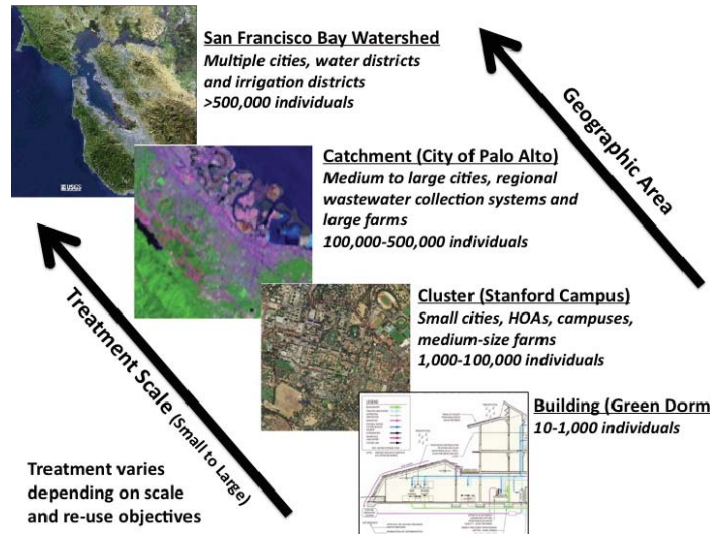 San Francisco Bay Watershed
Multiple cities, water districts
and irrigation districts
>500,000 individuals
USGS
Geographic Area
Catchment (City of Palo Alto)
Medium to large cities, regional
wastewater collection systems and
large farms
100,000-500,000 individuals
Cluster (Stanford Campus)
Small cities, HOAs, campuses,
medium-size farms
1,000-100,000 individuals
Treatment Scale (Small to Large)
Building (Green Dorm
10-1,000 individuals
Treatment varies
depending on scale
and re-use objectives